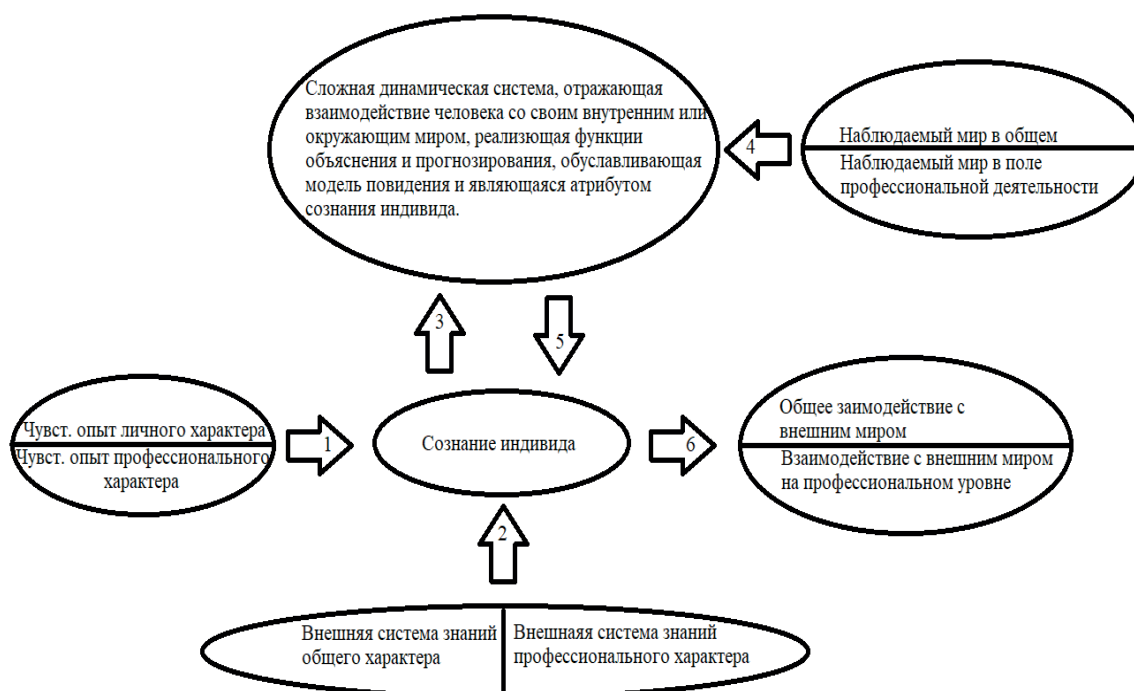 Сложная динамическая система, отражающая
взаимодействие человека со своим внутренним или
окружающим миром, реализющая функции
объяснения и прогнозирования, обуславливающая
модель повидения и являющаяся атрибутом
сознания индивида.
4
Наблюдаемый мир в общем
Наблюдаемый мир в поле
профессиональной деятельности
3
5
Чувст. опыт личного характера
Чувст. опыт профессионального
характера
1
Сознание индивида
6
Общее заимодействие с
внешним миром
Взаимодействие с внешним миром
на профессиональном уровне
2
Внешняя система знаний
общего характера
Внешнаяя система знаний
профессионального характера